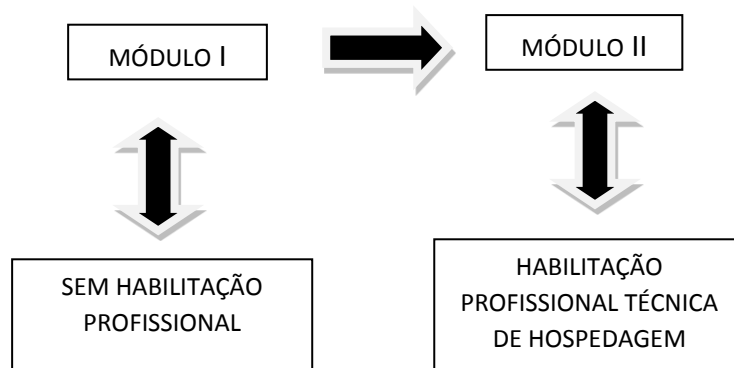 MÓDULO I
MÓDULO II
SEM HABILITAÇÃO
PROFISSIONAL
HABILITAÇÃO
PROFISSIONAL TÉCNICA
DE HOSPEDAGEM